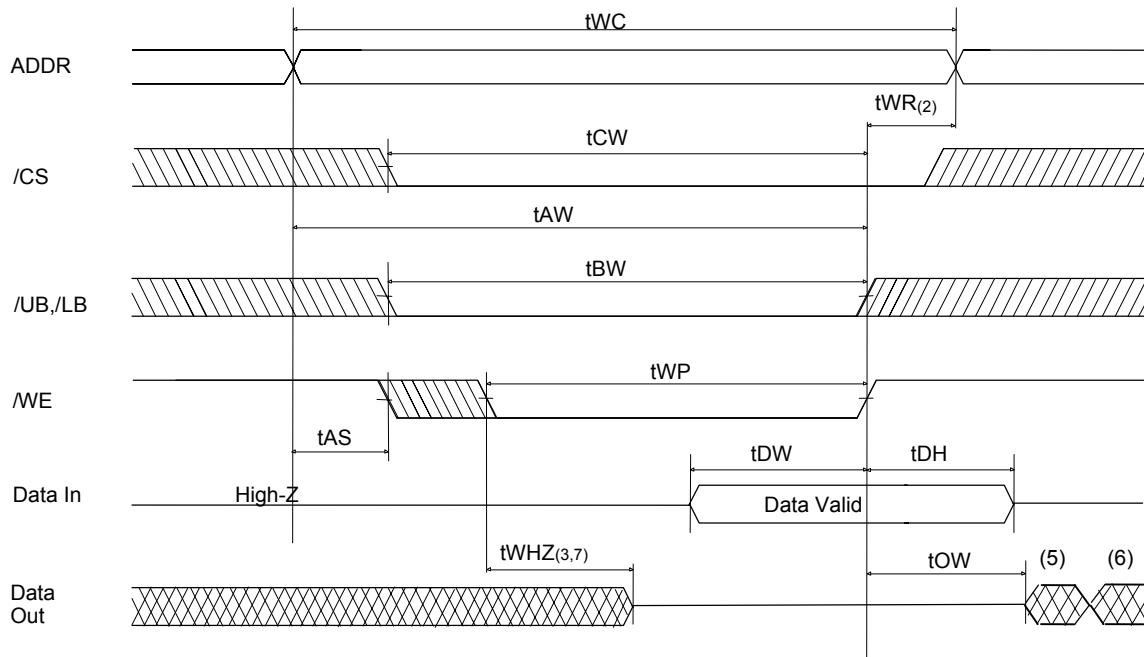 tWC
ADDR
tWR(2)
tCW
/CS
tAW
tBW
/UB,/LB
tWP
/WE
tAS
tDW
tDH
Data In
High-Z
Data Valid
tWHZ(3,7)
tOW
(5)
(6)
Data
Out